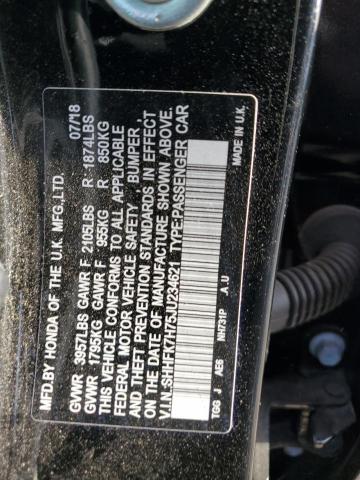 MFD.BY HONDA OF THE U.K. MFG.,LTD. 07/18
GVWR 3957LBS GAWR F 2105LBS R 1874LBS
GVWR 1795KG GAWR F 955KG R 850KG
THIS VEHICLE CONFORMS TO ALL APPLICABLE
FEDERAL MOTOR VEHICLE SAFETY , BUMPER ,
AND THEFT PREVENTION STANDARDS IN EFFECT
ON THE DATE OF MANUFACTURE SHOWN ABOVE.
V.I.N.:SHHFK7H75JU234621 TYPE:PASSENGER CAR
TGG J AE6 NH731P .A.U MADE IN U.K.